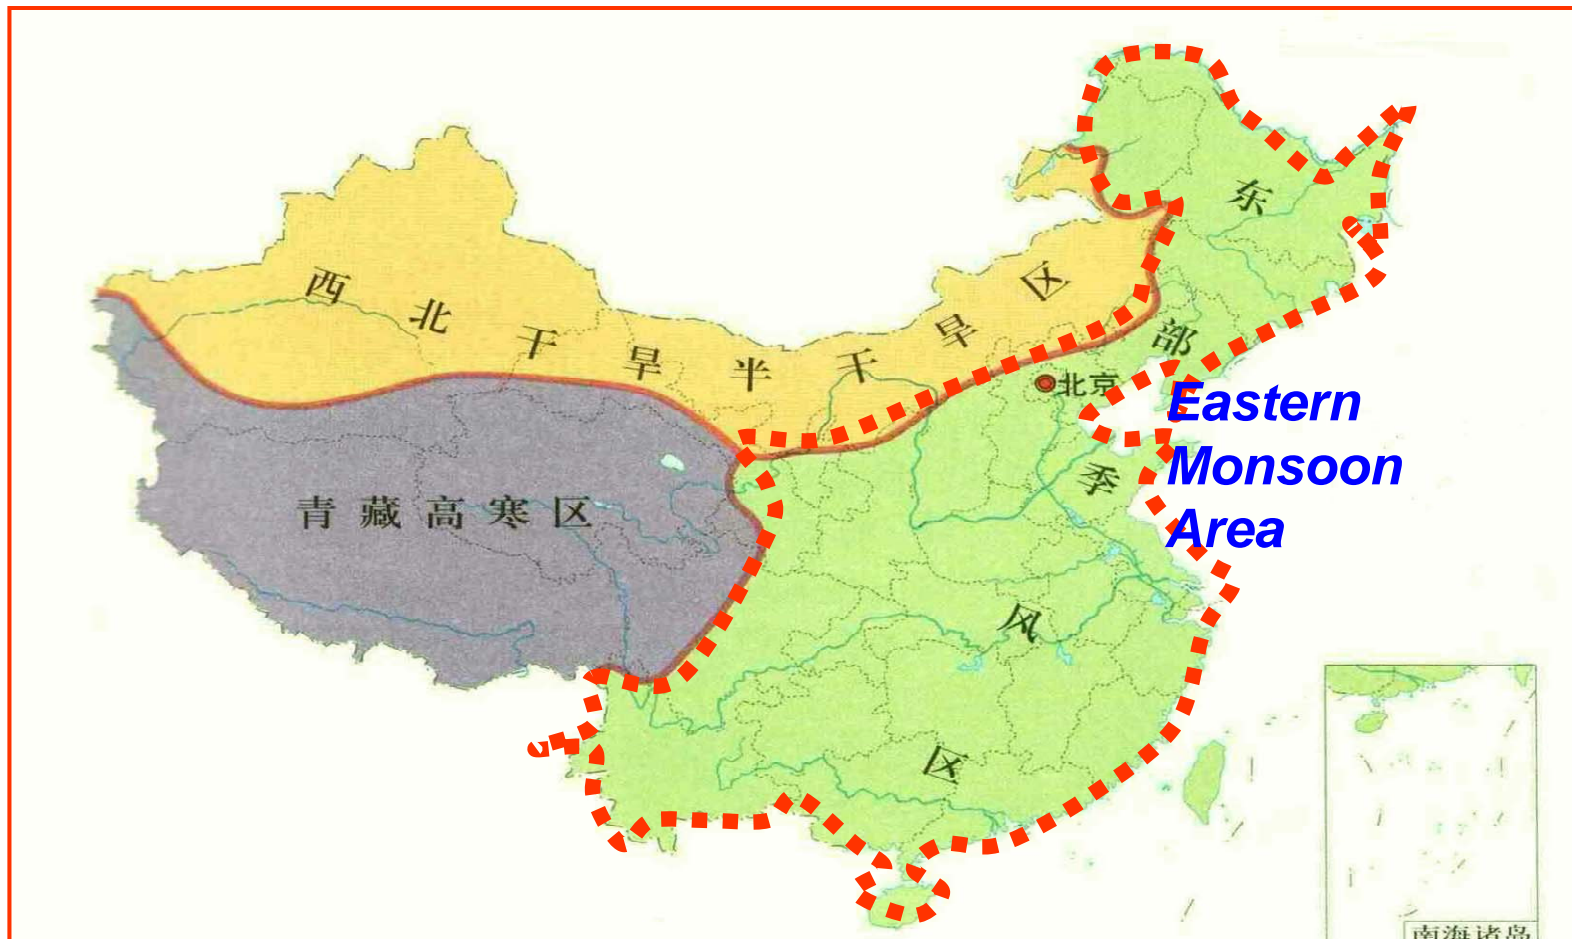 西北干旱半干旱区
东部季风区
北京
Eastern
Monsoon
Area
青藏高寒区
南海诸岛